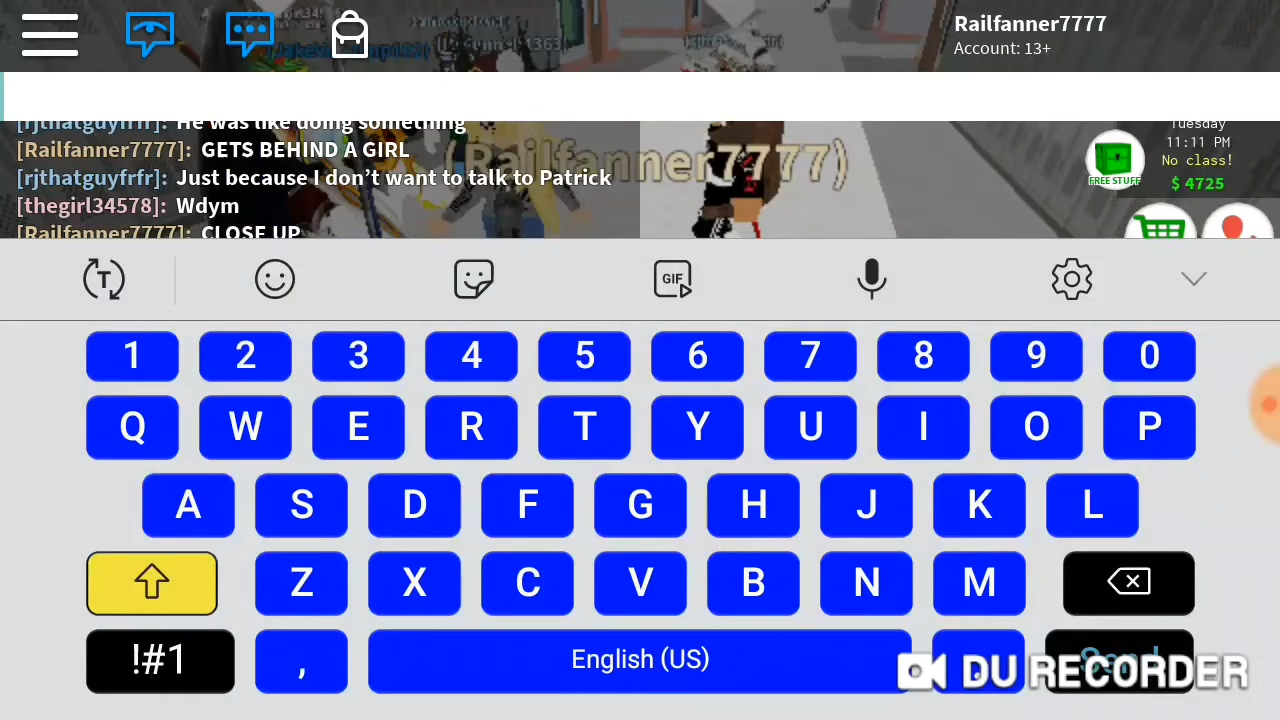 Railfanner7777
Account: 13+
[rjthatguyfrfr]: He was like doing something
[Railfanner7777]: GETS BEHIND A GIRL
[rjthatguyfrfr]: Just because I don't want to talk to Patrick
[thegirl34578]: Wdym
[Railfanner7777]: CLOSE UP
(Railfanner7777)
Tuesday
11:11 PM
No class!
$ 4725
FREE STUFF
T
GIF
1 2 3 4 5 6 7 8 9 0
Q W E R T Y U I O P
A S D F G H J K L
Z X C V B N M
!#1 , English (US) . Send
DU RECORDER